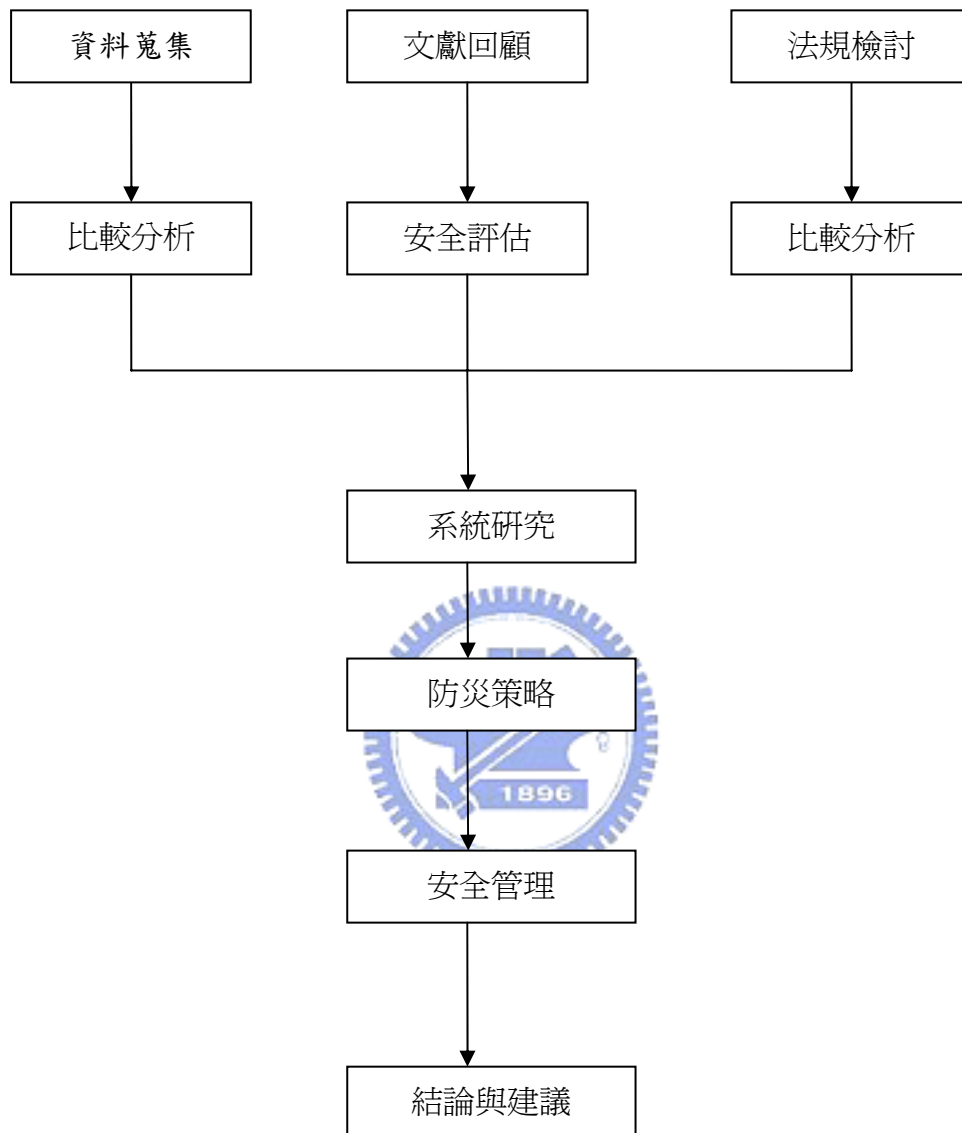 資料蒐集
文獻回顧
法規檢討
比較分析
安全評估
比較分析
系統研究
防災策略
1896
安全管理
結論與建議